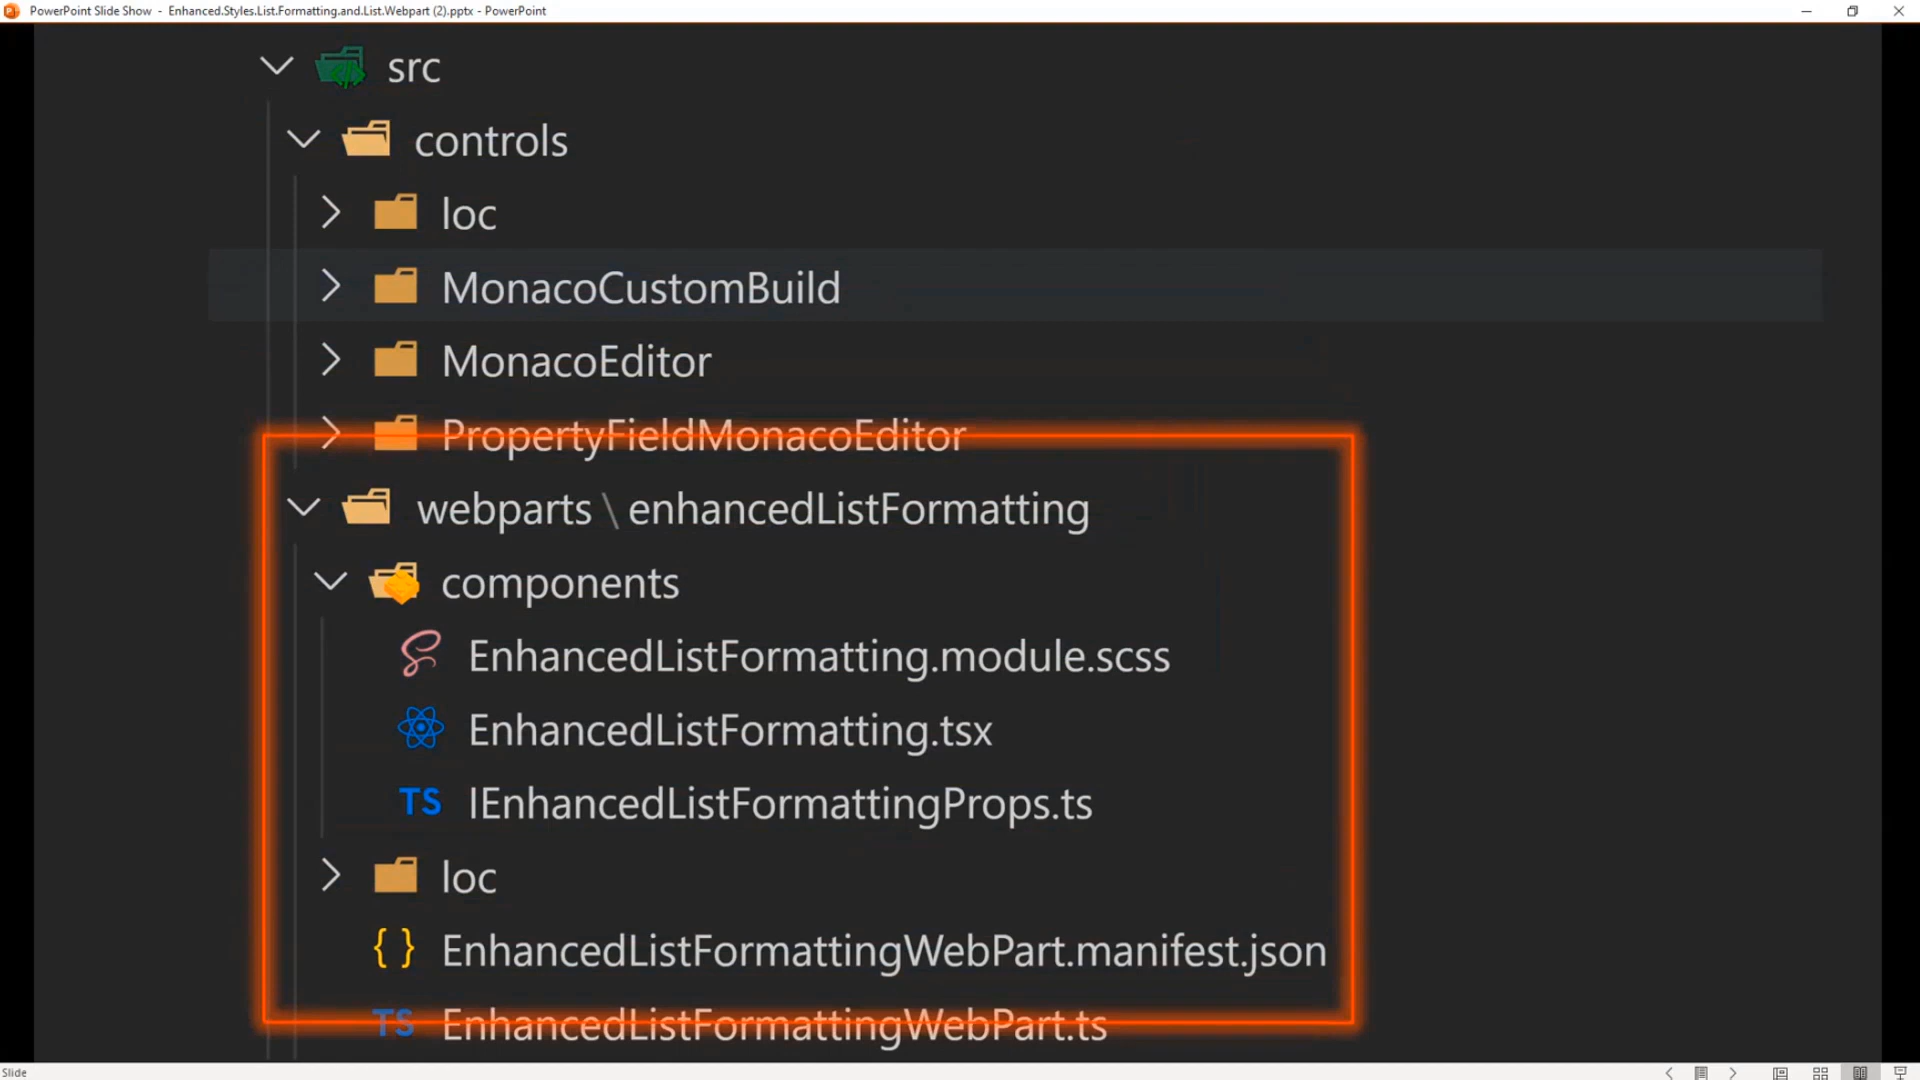 PowerPoint Slide Show - Enhanced.Styles.List.Formatting.and.List.Webpart (2).pptx - PowerPoint
src
controls
loc
MonacoCustomBuild
MonacoEditor
PropertyFieldMonacoEditor
webparts \ enhancedListFormatting
components
EnhancedListFormatting.module.scss
EnhancedListFormatting.tsx
TS IEnhancedListFormattingProps.ts
loc
{ } EnhancedListFormattingWebPart.manifest.json
TS EnhancedListFormattingWebPart.ts
Slide